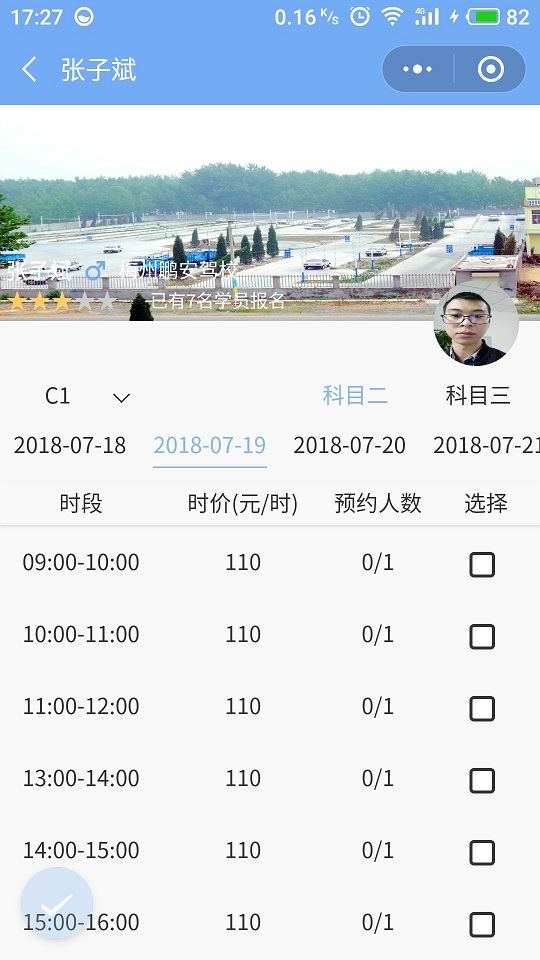 17:27 0.16 K/s 4G 82
张子斌
张子斌 梅州鹏安驾校
已有7名学员报名
C1 科目二 科目三
2018-07-18 2018-07-19 2018-07-20 2018-07-21
时段 时价(元/时) 预约人数 选择
09:00-10:00 110 0/1
10:00-11:00 110 0/1
11:00-12:00 110 0/1
13:00-14:00 110 0/1
14:00-15:00 110 0/1
15:00-16:00 110 0/1